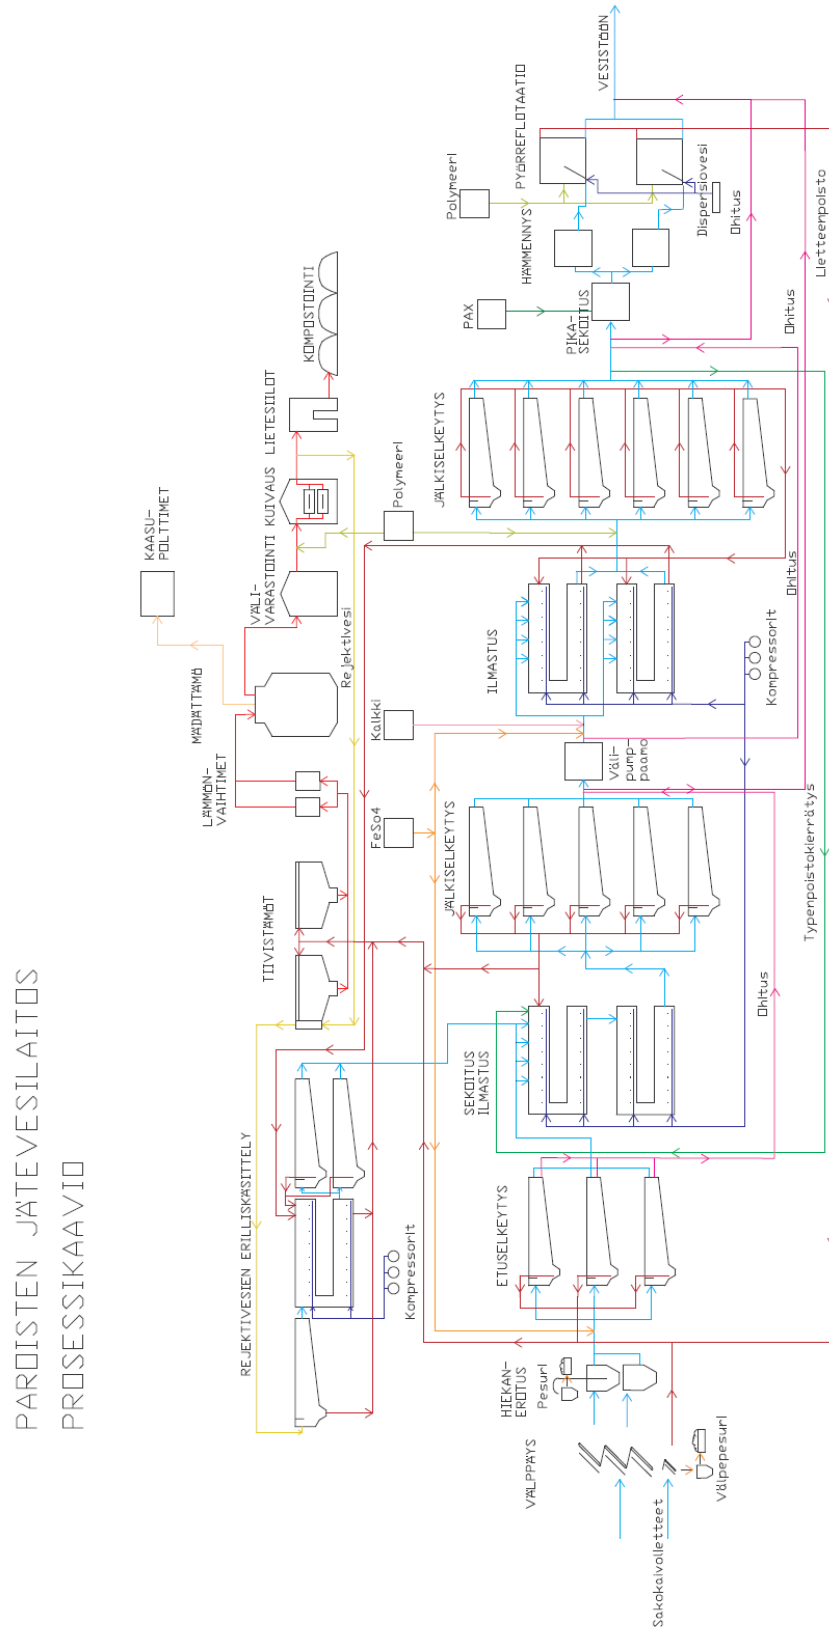 PAROISTEN JÄTEVESILAITOS
PROSESSIKAAVIO
KAASU-
POLTTIMET
MÄDÄTTÄMÖ
LÄMMÖN-
VAIHTIMET
TIIVISTÄMÖT
REJEKTIVESIEN ERILLISKÄSITTELY
VÄLI-
VARASTOINTI
KUIVAUS
LIETESIILOT
KOMPOSTOINTI
Rejektivesi
Kompressorit
FeSo4
Kalkki
Polymeeri
PAX
Polymeeri
VÄLPPÄYS
HIEKAN-
EROTUS
Pesuri
ETUSELKEYTYS
SEKOITUS
ILMASTUS
JÄLKISELKEYTYS
Väli-
pump-
paamo
ILMASTUS
JÄLKISELKEYTYS
PIKA-
SEKOITUS
HÄMMENNYS
PYÖRREFLOTAATIO
VESISTÖÖN
Sakokaivolietteet
Välpepesuri
Ohitus
Typenpoistokierrätys
Kompressorit
Ohitus
Ohitus
Dispersiovesi
Ohitus
Lietteenpoisto